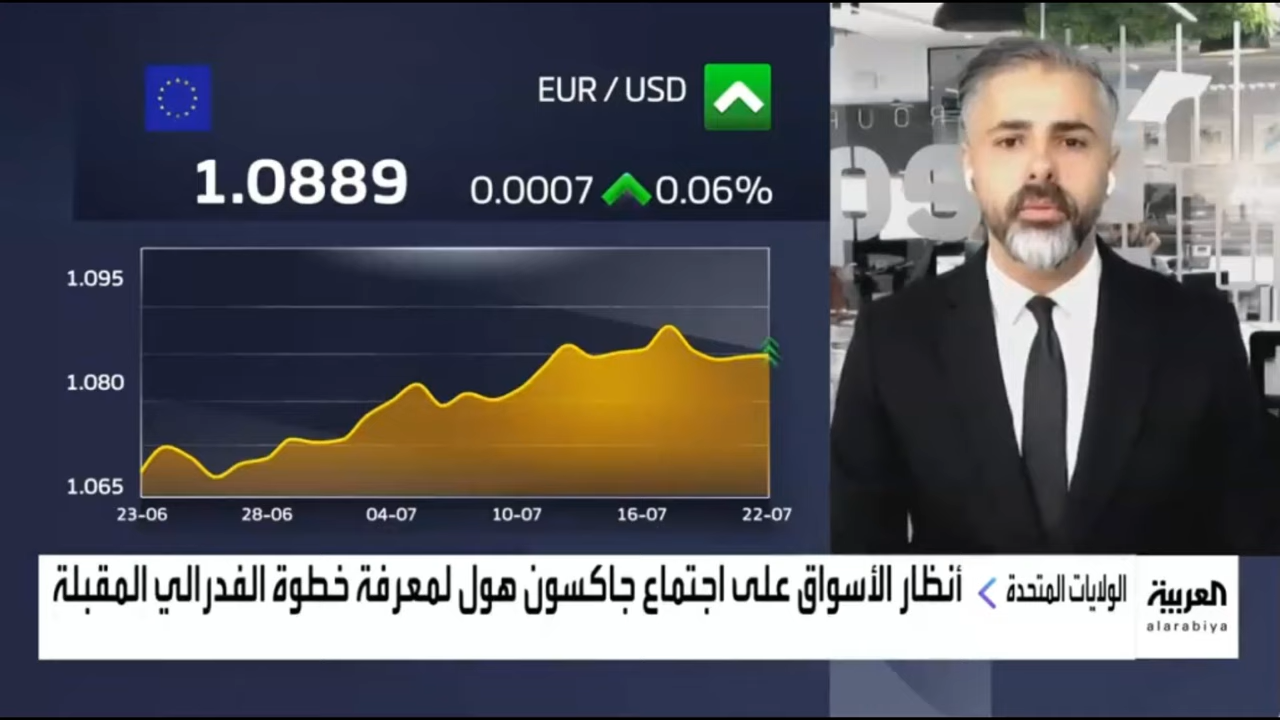 EUR / USD
1.0889
0.0007 0.06%
1.095
1.080
1.065
23-06 28-06 04-07 10-07 16-07 22-07
الولايات المتحدة
أنظار الأسواق على اجتماع جاكسون هول لمعرفة خطوة الفدرالي المقبلة
العربية
alarabiya